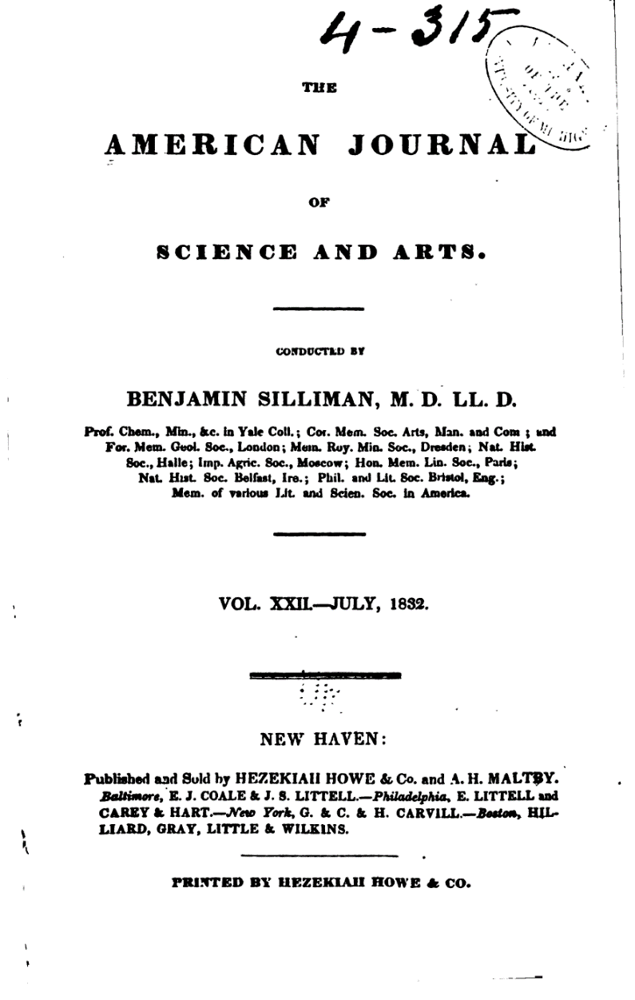 4-315
THE
AMERICAN JOURNAL
OF
SCIENCE AND ARTS.
CONDUCTED BY
BENJAMIN SILLIMAN, M. D. LL. D.
Prof. Chem., Min., &c. in Yale Coll.; Cor. Mem. Soc. Arts, Man. and Com ; and
For. Mem. Geol. Soc., London; Mem. Roy. Min. Soc., Dresden; Nat. Hist.
Soc., Halle; Imp. Agric. Soc., Moscow; Hon. Mem. Lin. Soc., Paris;
Nat. Hist. Soc. Belfast, Ire.; Phil. and Lit. Soc. Bristol, Eng.;
Mem. of various Lit. and Scien. Soc. in America.
VOL. XXII.—JULY, 1832.
NEW HAVEN:
Published and Sold by HEZEKIAH HOWE & Co. and A. H. MALTBY.
Baltimore, E. J. COALE & J. S. LITTELL.—Philadelphia, E. LITTELL and
CAREY & HART.—New York, G. & C. & H. CARVILL.—Boston, HIL-
LIARD, GRAY, LITTLE & WILKINS.
PRINTED BY HEZEKIAH HOWE & CO.